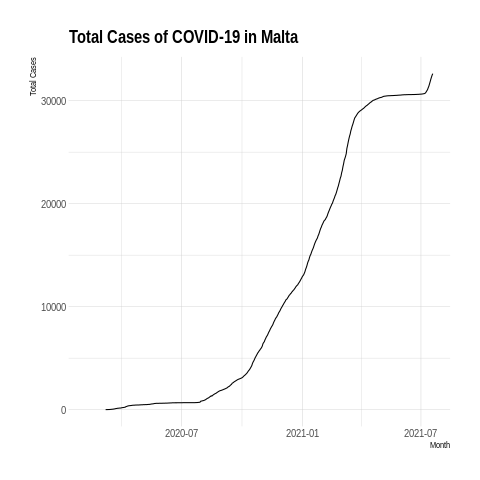 Total Cases of COVID-19 in Malta
Total Cases
30000
20000
10000
0
2020-07
2021-01
2021-07
Month